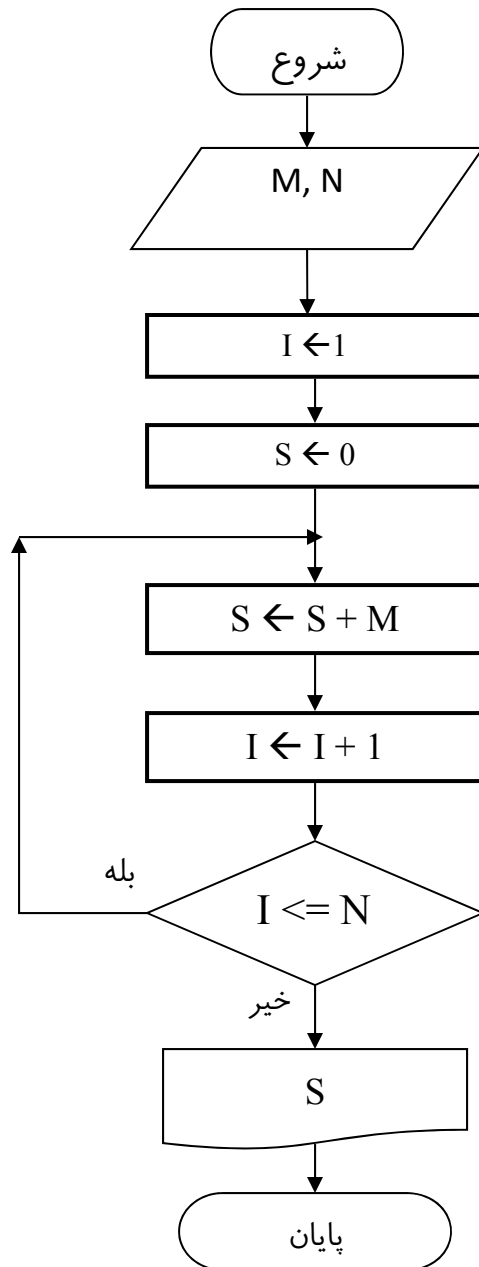 شروع
M, N
I ←1
S ← 0
S ← S + M
I ← I + 1
بله
I <= N
خیر
S
پایان